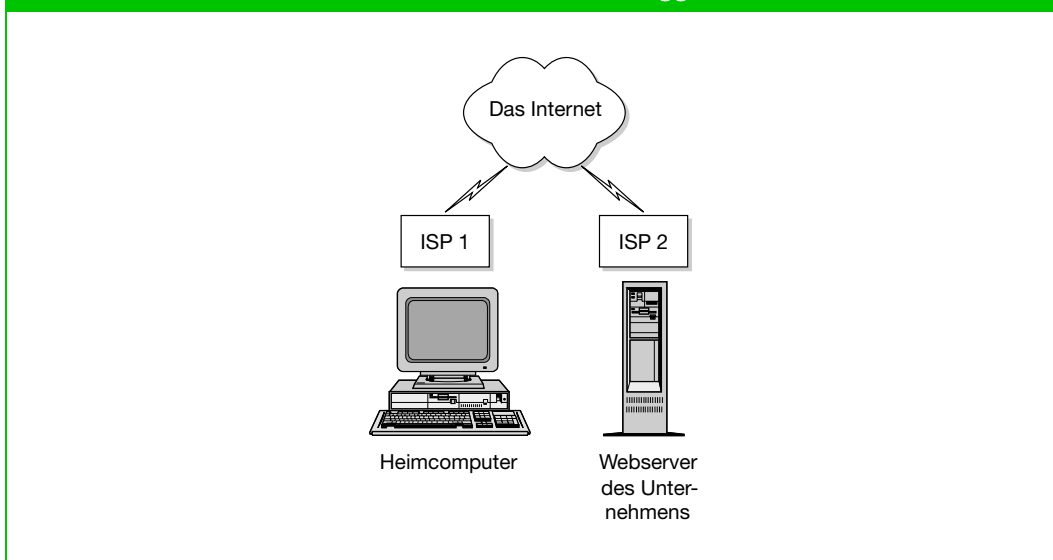 Das Internet
ISP 1
ISP 2
Heimcomputer
Webserver
des Unter-
nehmens